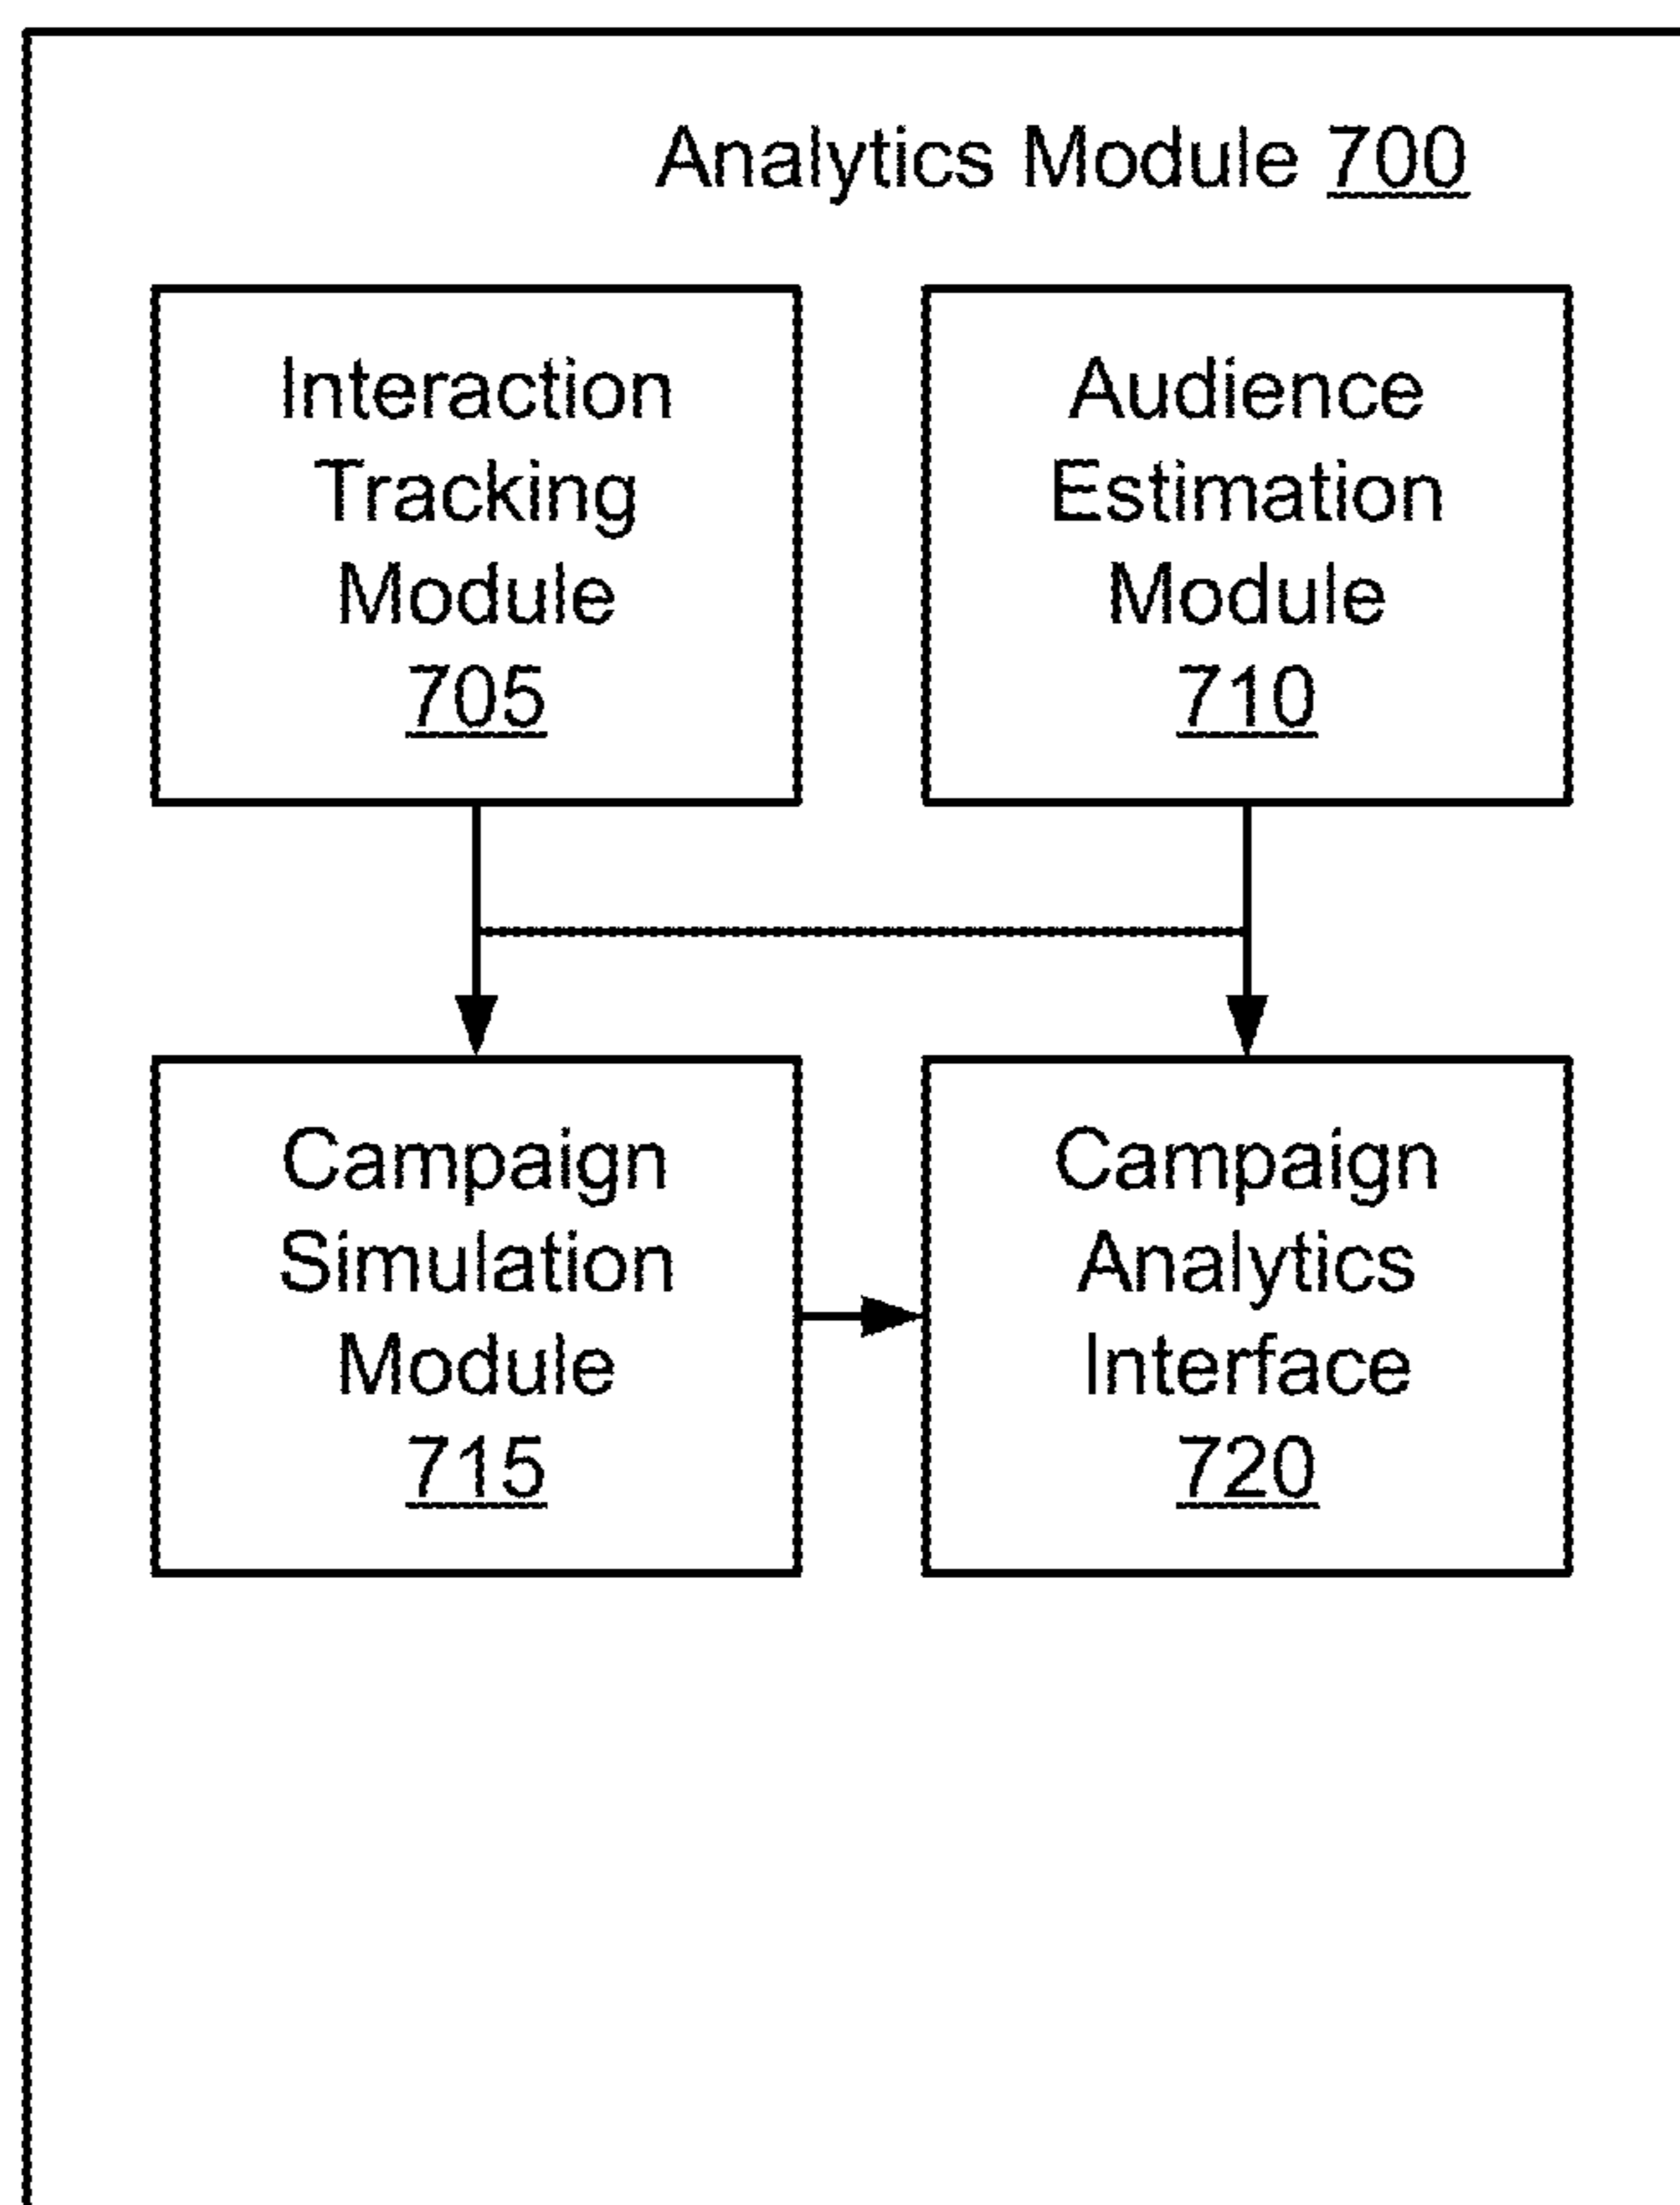 Analytics Module 700
Interaction
Tracking
Module
705
Audience
Estimation
Module
710
Campaign
Simulation
Module
715
Campaign
Analytics
Interface
720